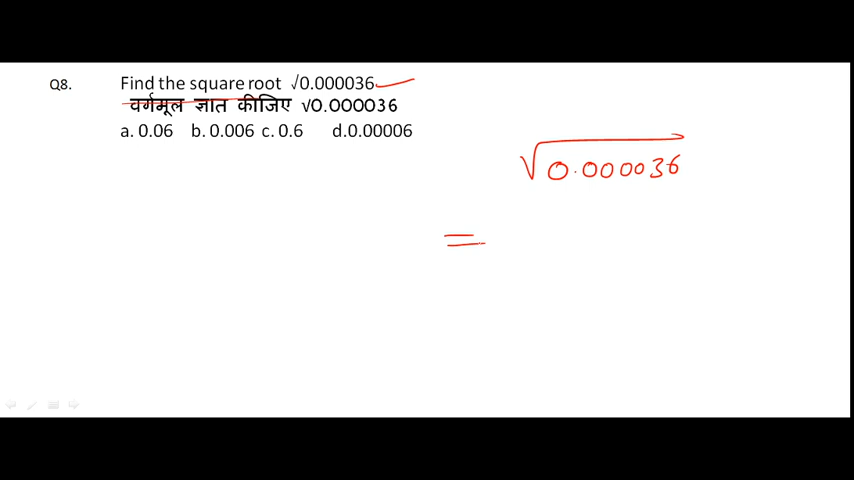 Q8. Find the square root √0.000036
वर्गमूल ज्ञात कीजिए √0.000036
a. 0.06 b. 0.006 c. 0.6 d.0.00006
√0.000036
=